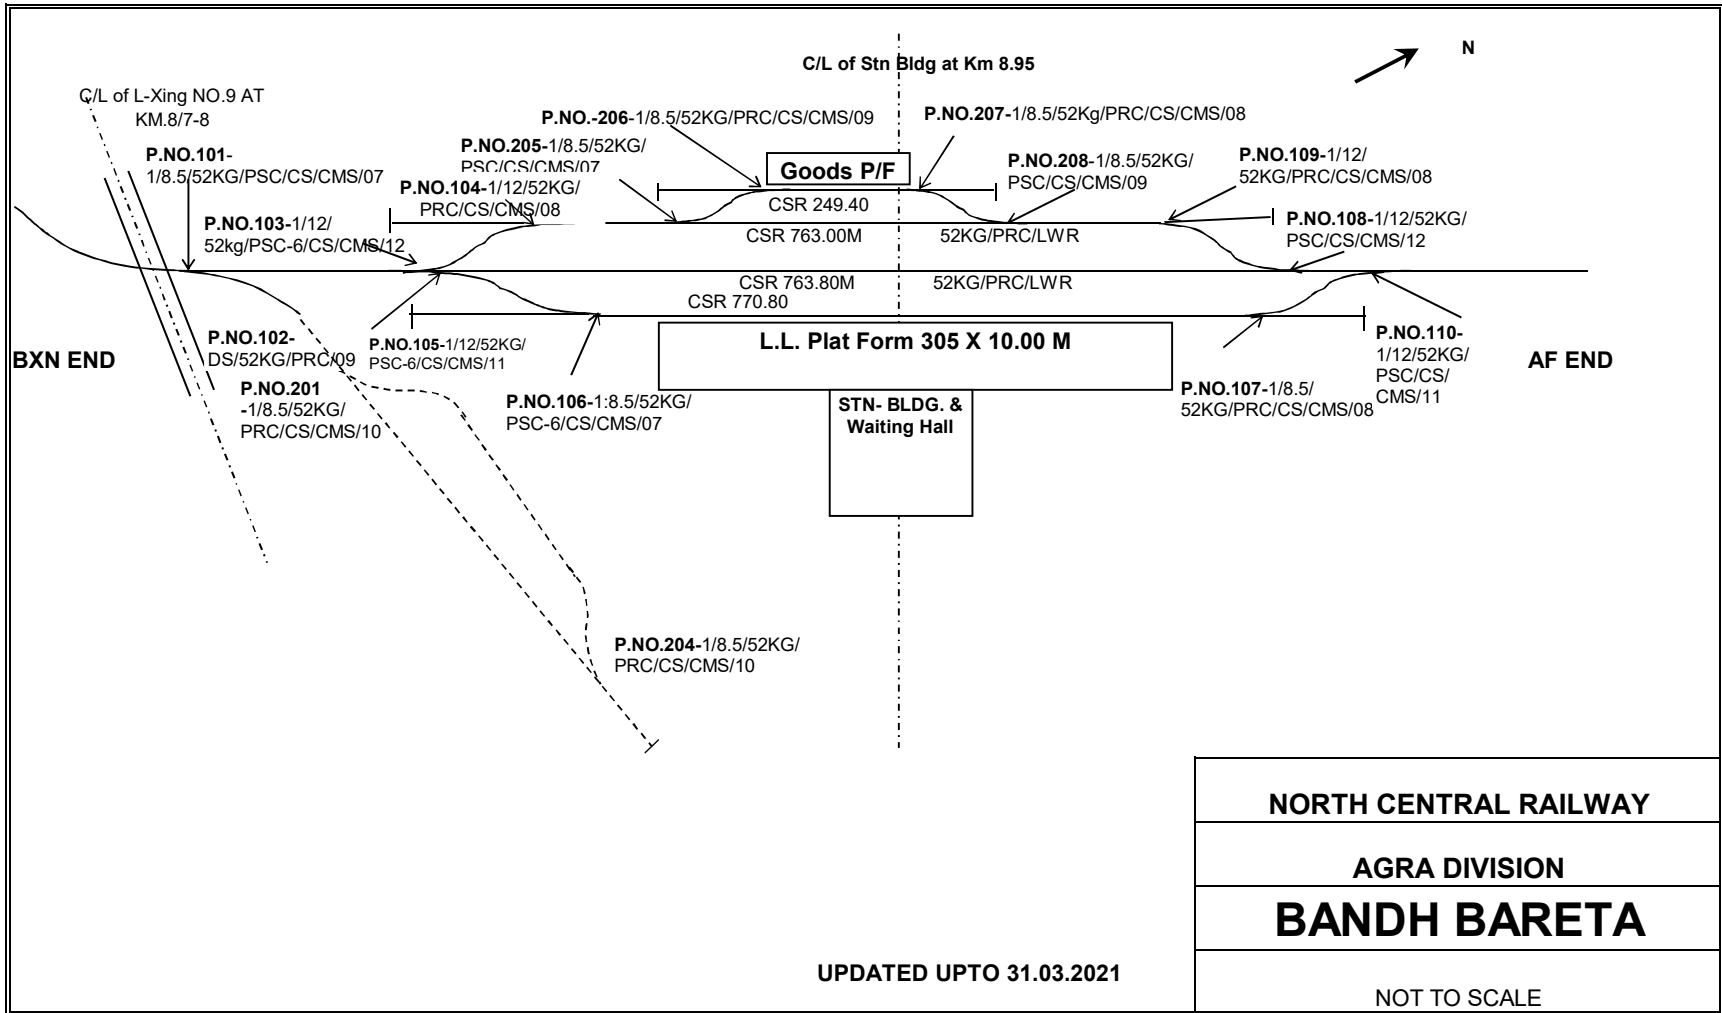 N
C/L of Stn Bldg at Km 8.95
C/L of L-Xing NO.9 AT
KM.8/7-8
P.NO.-206-1/8.5/52KG/PRC/CS/CMS/09
P.NO.207-1/8.5/52Kg/PRC/CS/CMS/08
P.NO.101-
1/8.5/52KG/PSC/CS/CMS/07
P.NO.205-1/8.5/52KG/
PSC/CS/CMS/07
Goods P/F
P.NO.208-1/8.5/52KG/
PSC/CS/CMS/09
P.NO.109-1/12/
52KG/PRC/CS/CMS/08
P.NO.104-1/12/52KG/
PRC/CS/CMS/08
CSR 249.40
P.NO.103-1/12/
52kg/PSC-6/CS/CMS/12
CSR 763.00M
52KG/PRC/LWR
P.NO.108-1/12/52KG/
PSC/CS/CMS/12
CSR 763.80M
52KG/PRC/LWR
CSR 770.80
BXN END
P.NO.102-
DS/52KG/PRC/09
P.NO.105-1/12/52KG/
PSC-6/CS/CMS/11
L.L. Plat Form 305 X 10.00 M
P.NO.110-
1/12/52KG/
PSC/CS/
CMS/11
AF END
P.NO.201
-1/8.5/52KG/
PRC/CS/CMS/10
P.NO.106-1:8.5/52KG/
PSC-6/CS/CMS/07
STN- BLDG. &
Waiting Hall
P.NO.107-1/8.5/
52KG/PRC/CS/CMS/08
P.NO.204-1/8.5/52KG/
PRC/CS/CMS/10
NORTH CENTRAL RAILWAY
AGRA DIVISION
BANDH BARETA
UPDATED UPTO 31.03.2021
NOT TO SCALE